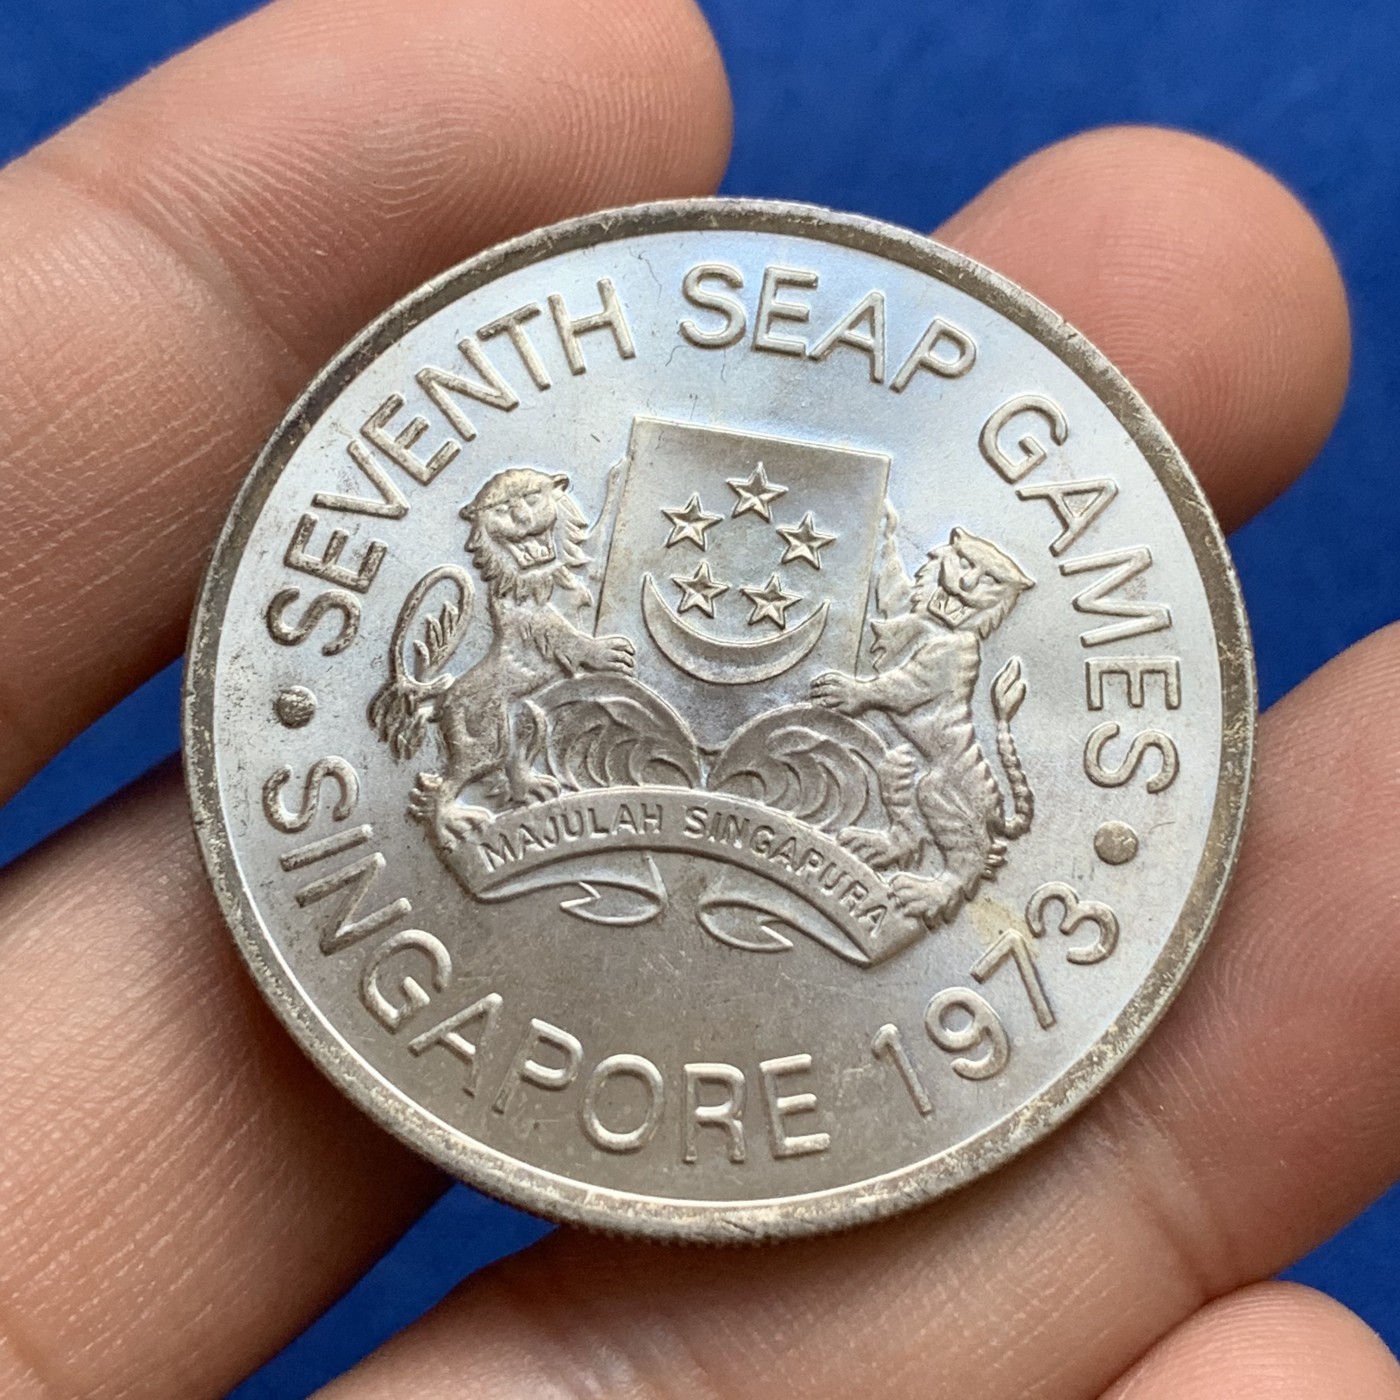 SEVENTH SEAP GAMES
MAJULAH SINGAPURA
SINGAPORE 1973